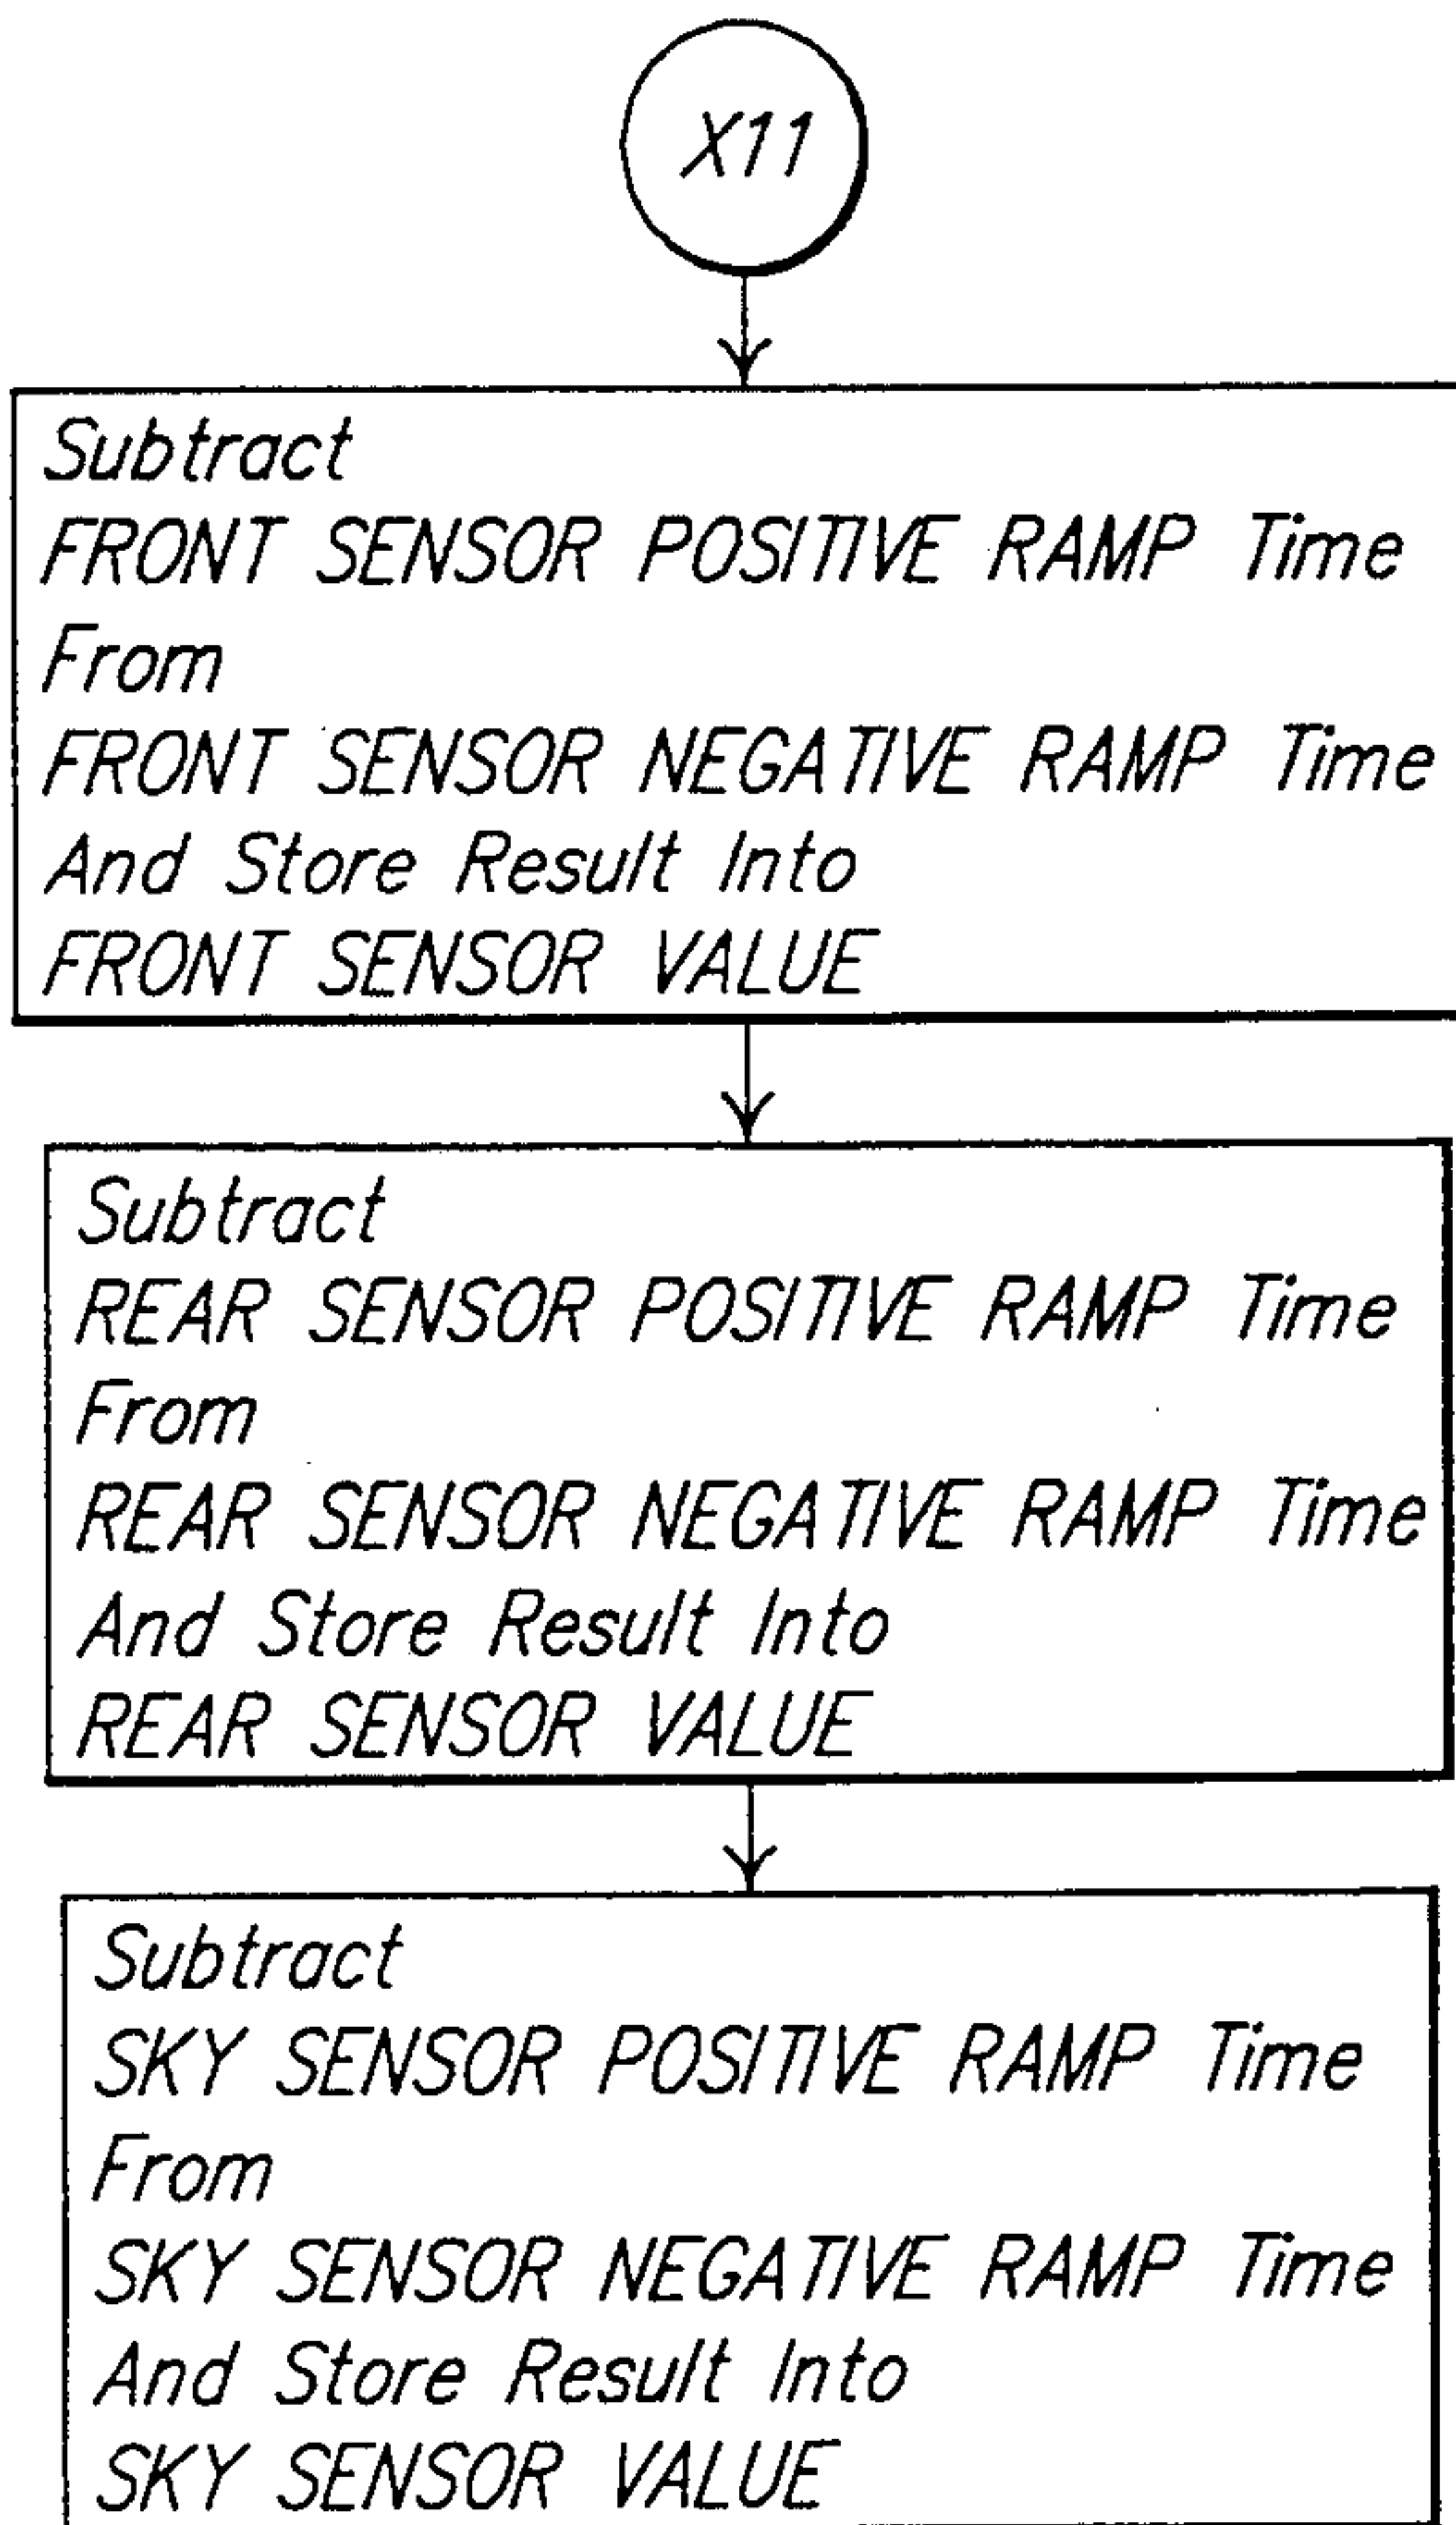 X11
Subtract
FRONT SENSOR POSITIVE RAMP Time
From
FRONT SENSOR NEGATIVE RAMP Time
And Store Result Into
FRONT SENSOR VALUE
Subtract
REAR SENSOR POSITIVE RAMP Time
From
REAR SENSOR NEGATIVE RAMP Time
And Store Result Into
REAR SENSOR VALUE
Subtract
SKY SENSOR POSITIVE RAMP Time
From
SKY SENSOR NEGATIVE RAMP Time
And Store Result Into
SKY SENSOR VALUE